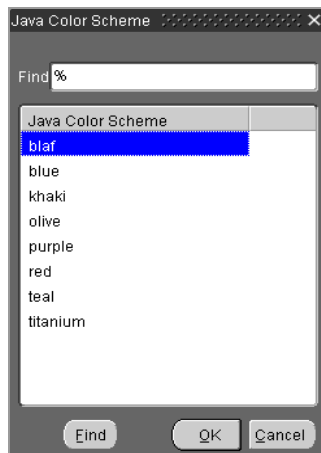 Java Color Scheme
Find %
Java Color Scheme
blaf
blue
khaki
olive
purple
red
teal
titanium
Find OK Cancel